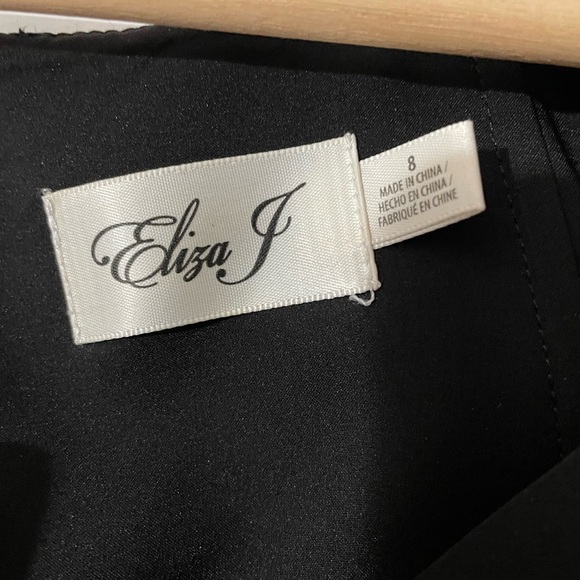 Eliza J
8
MADE IN CHINA /
HECHO EN CHINA /
FABRIQUÉ EN CHINE